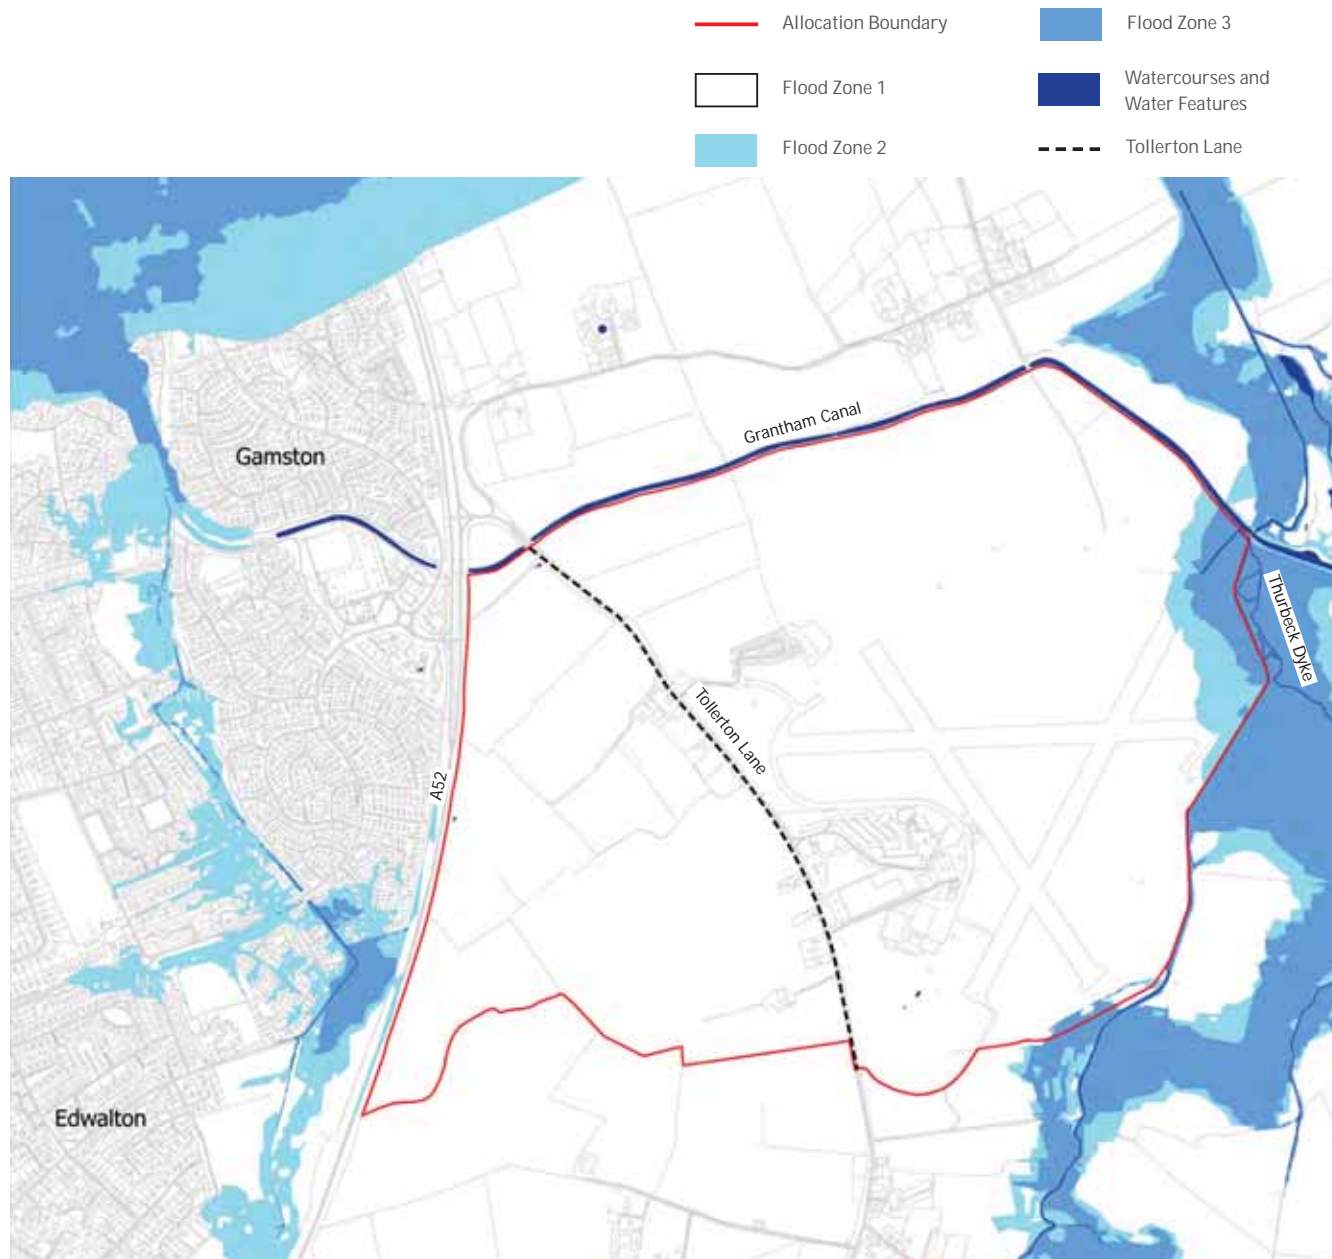 Allocation Boundary
Flood Zone 3
Flood Zone 1
Watercourses and
Water Features
Flood Zone 2
Tollerton Lane
Grantham Canal
Gamston
Thurbeck Dyke
Tollerton Lane
A52
Edwalton